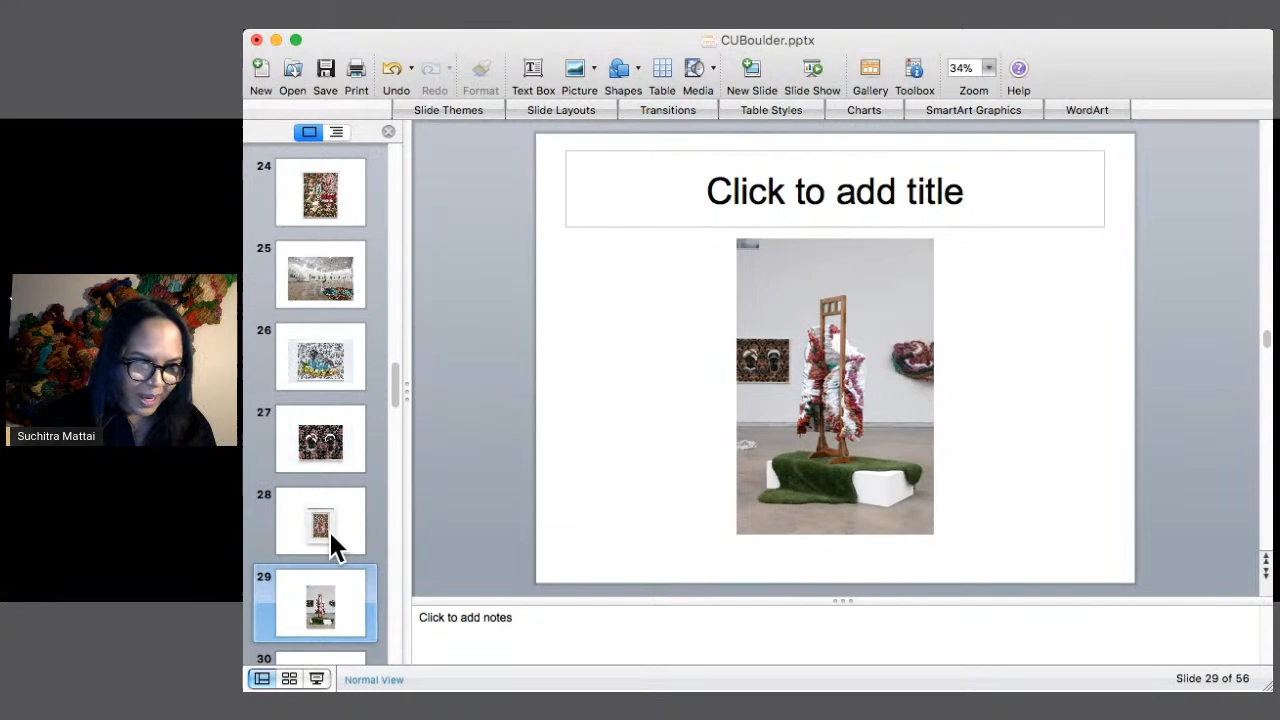 CUBoulder.pptx
New Open Save Print Undo Redo Format Text Box Picture Shapes Table Media New Slide Slide Show Gallery Toolbox 34% Zoom Help
Slide Themes Slide Layouts Transitions Table Styles Charts SmartArt Graphics WordArt
24
25
26
27
28
29
30
Click to add title
Suchitra Mattai
Click to add notes
Normal View
Slide 29 of 56